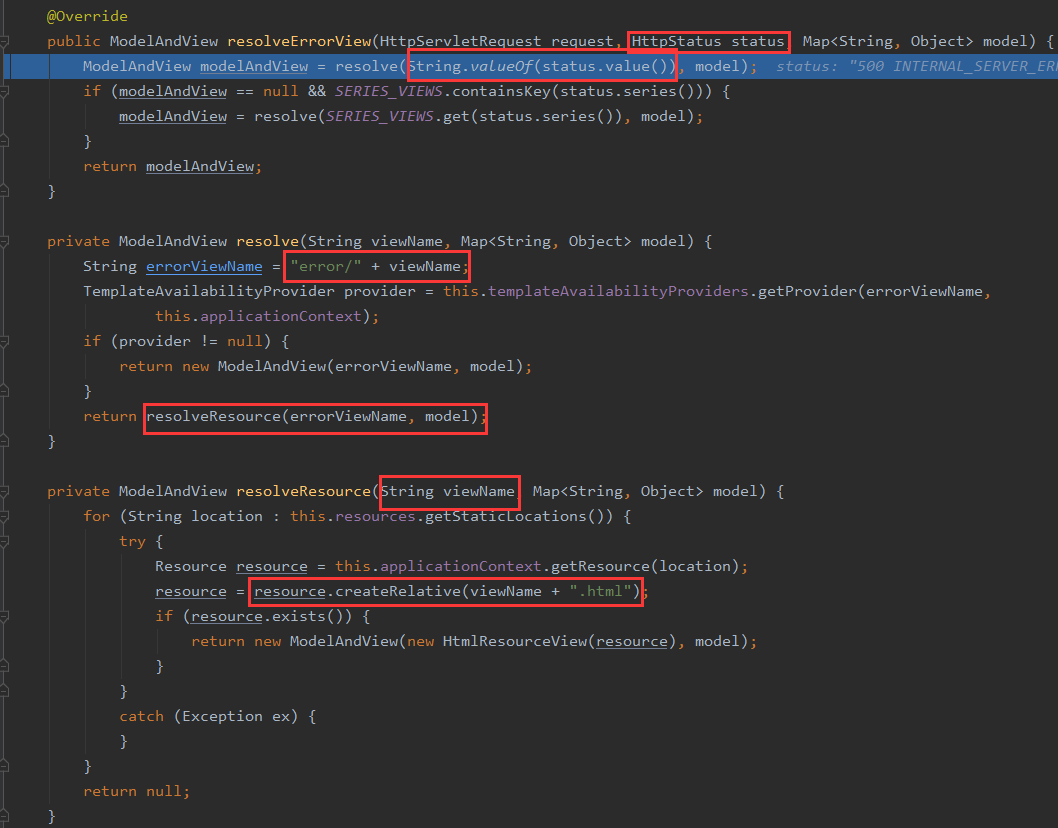 @Override
public ModelAndView resolveErrorView(HttpServletRequest request, HttpStatus status, Map<String, Object> model) {
ModelAndView modelAndView = resolve(String.valueOf(status.value()), model); status: "500 INTERNAL_SERVER_ER
if (modelAndView == null && SERIES_VIEWS.containsKey(status.series())) {
modelAndView = resolve(SERIES_VIEWS.get(status.series()), model);
}
return modelAndView;
}
private ModelAndView resolve(String viewName, Map<String, Object> model) {
String errorViewName = "error/" + viewName;
TemplateAvailabilityProvider provider = this.templateAvailabilityProviders.getProvider(errorViewName,
this.applicationContext);
if (provider != null) {
return new ModelAndView(errorViewName, model);
}
return resolveResource(errorViewName, model);
}
private ModelAndView resolveResource(String viewName, Map<String, Object> model) {
for (String location : this.resources.getStaticLocations()) {
try {
Resource resource = this.applicationContext.getResource(location);
resource = resource.createRelative(viewName + ".html");
if (resource.exists()) {
return new ModelAndView(new HtmlResourceView(resource), model);
}
}
catch (Exception ex) {
}
}
return null;
}